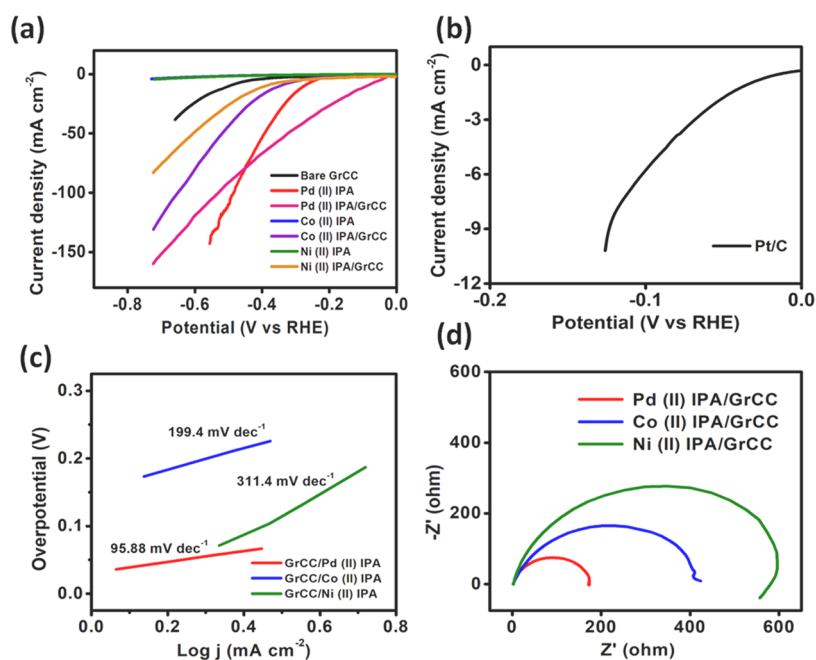 (a)
Current density (mA cm-2)
0
-50
-100
-150
Bare GrCC
Pd (II) IPA
Pd (II) IPA/GrCC
Co (II) IPA
Co (II) IPA/GrCC
Ni (II) IPA
Ni (II) IPA/GrCC
-0.8
-0.6
-0.4
-0.2
0.0
Potential (V vs RHE)
(b)
Current density (mA cm-2)
0
-3
-6
-9
-12
Pt/C
-0.2
-0.1
0.0
Potential (V vs RHE)
(c)
Overpotential (V)
0.3
0.2
0.1
0.0
199.4 mV dec-1
311.4 mV dec-1
95.88 mV dec-1
GrCC/Pd (II) IPA
GrCC/Co (II) IPA
GrCC/Ni (II) IPA
0.0
0.2
0.4
0.6
0.8
Log j (mA cm-2)
(d)
-Z' (ohm)
600
400
200
0
Pd (II) IPA/GrCC
Co (II) IPA/GrCC
Ni (II) IPA/GrCC
0
200
400
600
Z' (ohm)